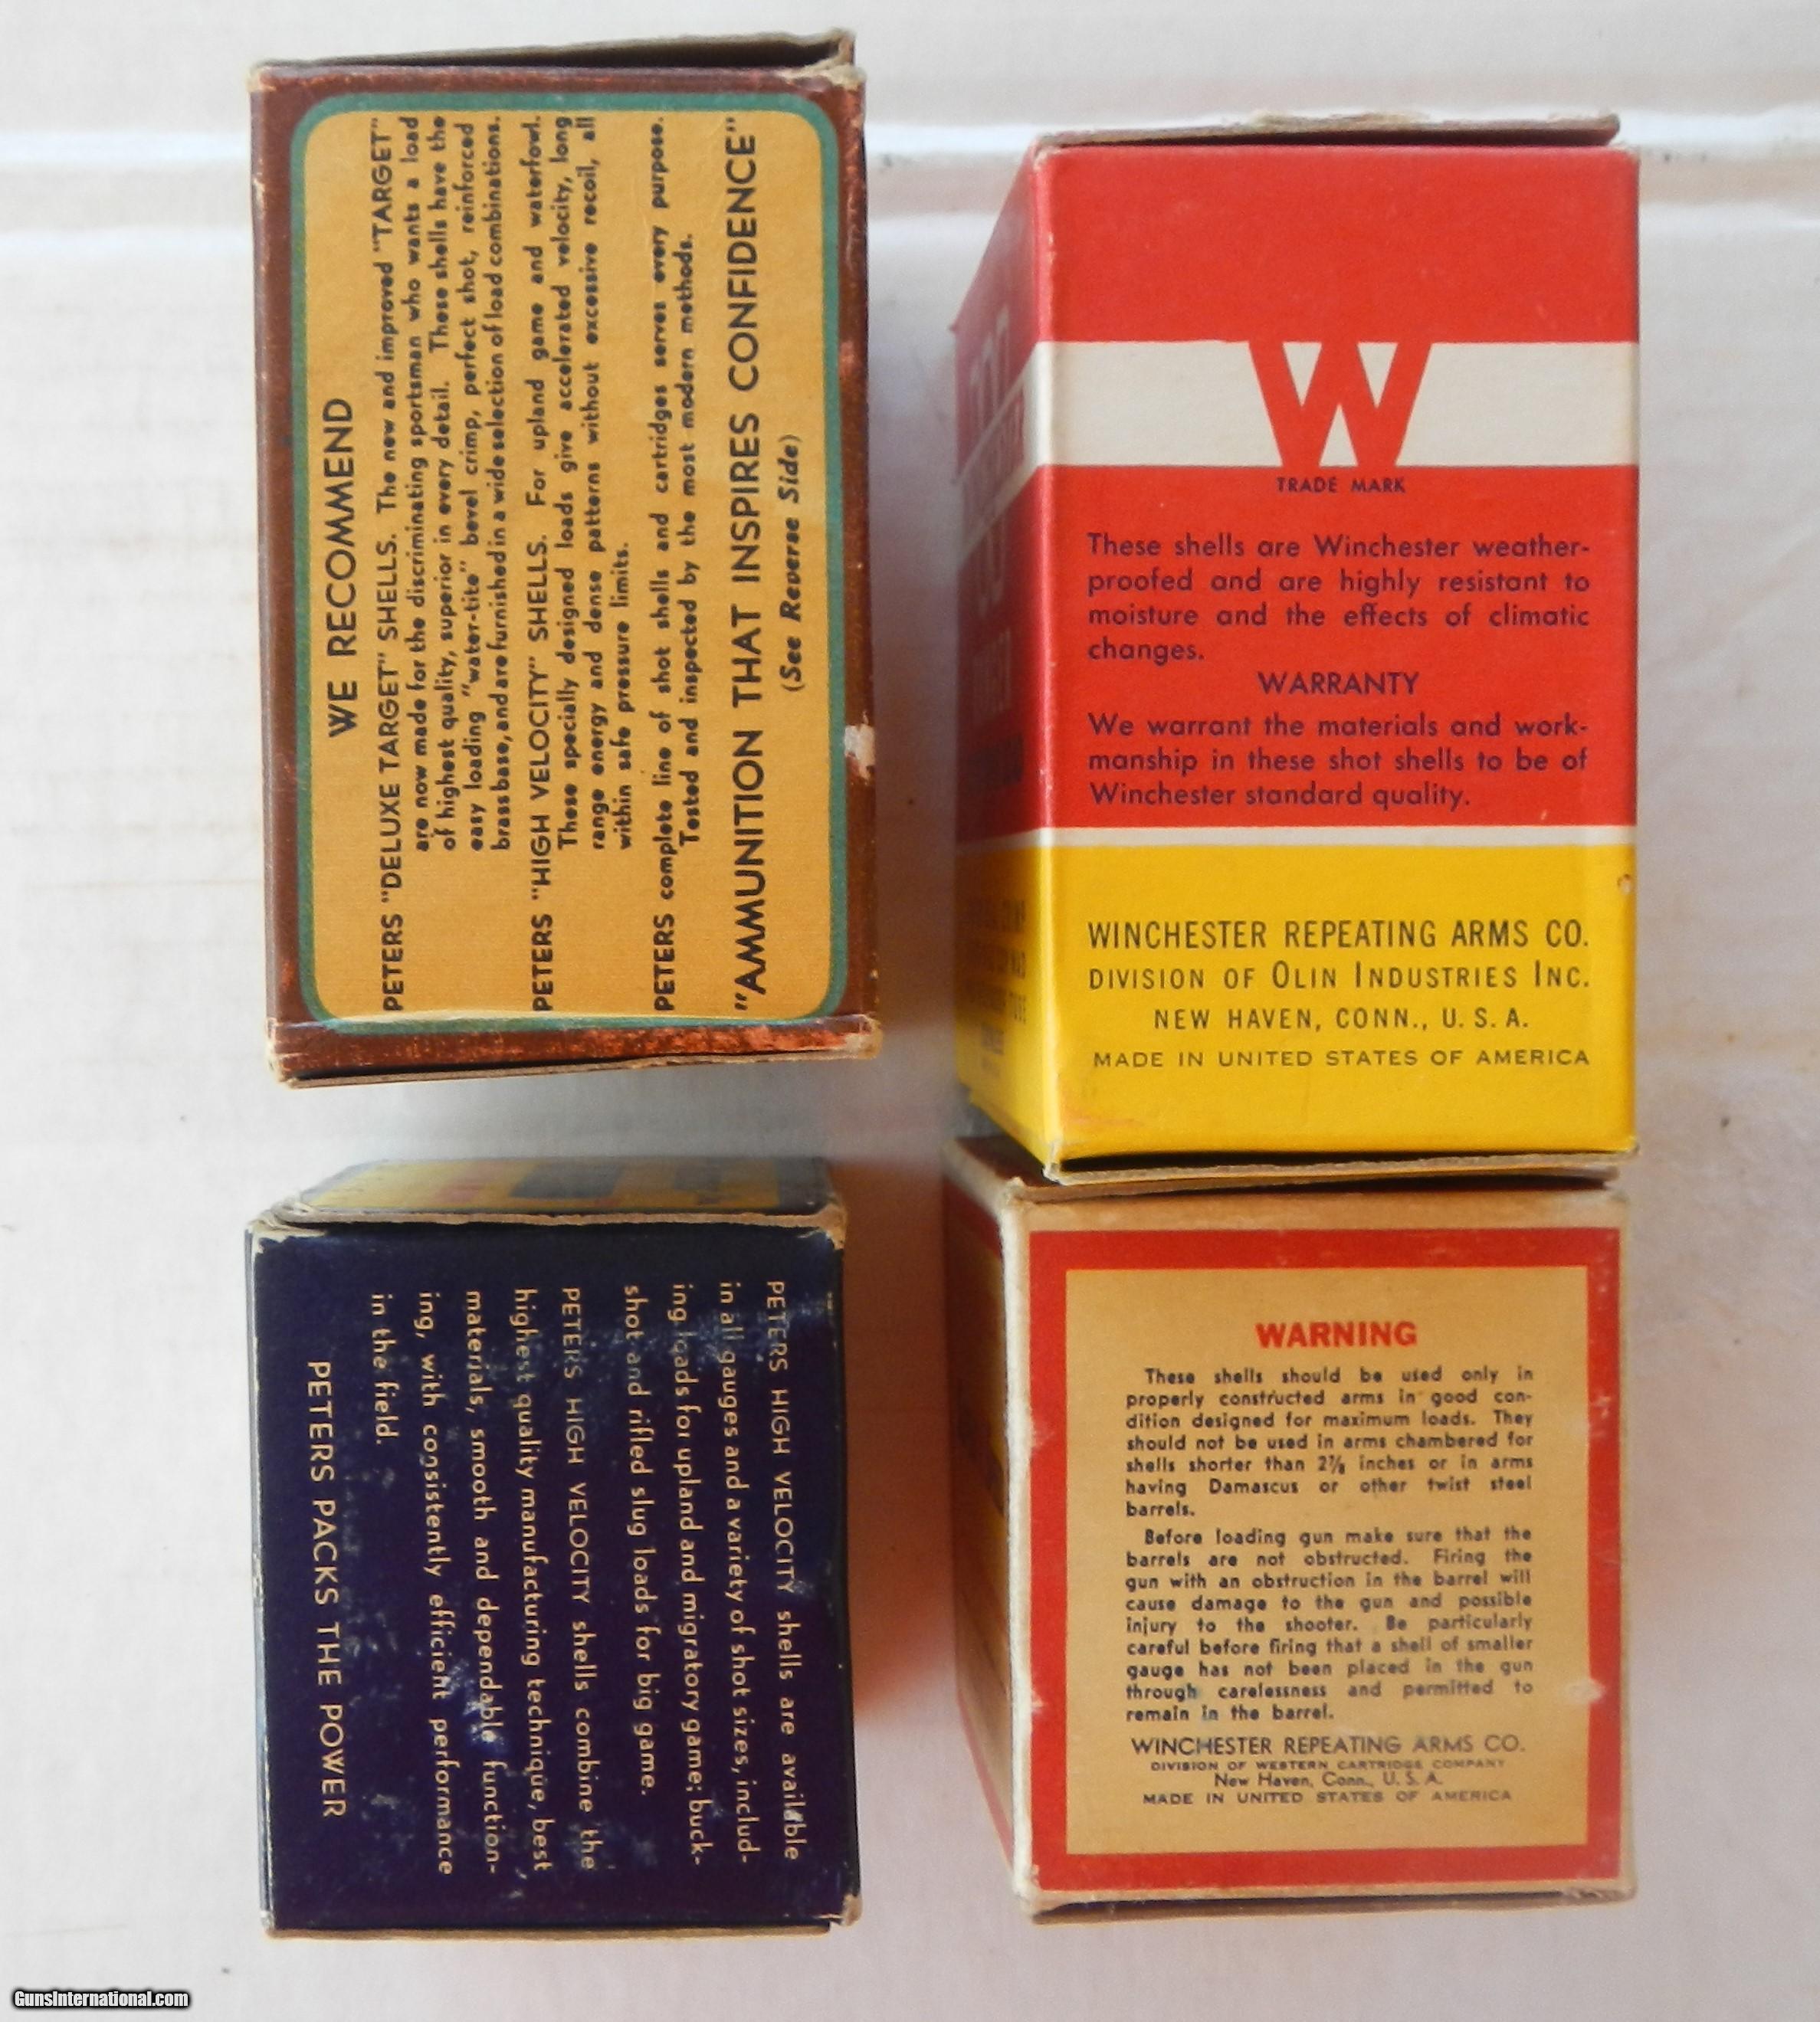 WE RECOMMEND
PETERS "DELUXE TARGET" SHELLS. The new and improved "TARGET"
are now made for the discriminating sportsman who wants a load
of highest quality, superior in every detail. These shells have the
easy loading "water-tite" bevel crimp, perfect shot, reinforced
brass base, and are furnished in a wide selection of load combinations.
PETERS "HIGH VELOCITY" SHELLS. For upland game and waterfowl.
These specially designed loads give accelerated velocity, long
range energy and dense patterns without excessive recoil, all
within safe pressure limits.
PETERS complete line of shot shells and cartridges serves every purpose.
Tested and inspected by the most modern methods.
"AMMUNITION THAT INSPIRES CONFIDENCE"
(See Reverse Side)
W
TRADE MARK
These shells are Winchester weather-
proofed and are highly resistant to
moisture and the effects of climatic
changes.
WARRANTY
We warrant the materials and work-
manship in these shot shells to be of
Winchester standard quality.
WINCHESTER REPEATING ARMS CO.
DIVISION OF OLIN INDUSTRIES INC.
NEW HAVEN, CONN., U. S. A.
MADE IN UNITED STATES OF AMERICA
PETERS HIGH VELOCITY shells are available
in all gauges and a variety of shot sizes, includ-
ing loads for upland and migratory game; buck-
shot and rifled slug loads for big game.
PETERS HIGH VELOCITY shells combine the
highest quality manufacturing technique, best
materials, smooth and dependable function-
ing, with consistently efficient performance
in the field.
PETERS PACKS THE POWER
WARNING
These shells should be used only in
properly constructed arms in good con-
dition designed for maximum loads. They
should not be used in arms chambered for
shells shorter than 2⅞ inches or in arms
having Damascus or other twist steel
barrels.
Before loading gun make sure that the
barrels are not obstructed. Firing the
gun with an obstruction in the barrel will
cause damage to the gun and possible
injury to the shooter. Be particularly
careful before firing that a shell of smaller
gauge has not been placed in the gun
through carelessness and permitted to
remain in the barrel.
WINCHESTER REPEATING ARMS CO.
DIVISION OF WESTERN CARTRIDGE COMPANY
New Haven, Conn., U. S. A.
MADE IN UNITED STATES OF AMERICA
GunsInternational.com